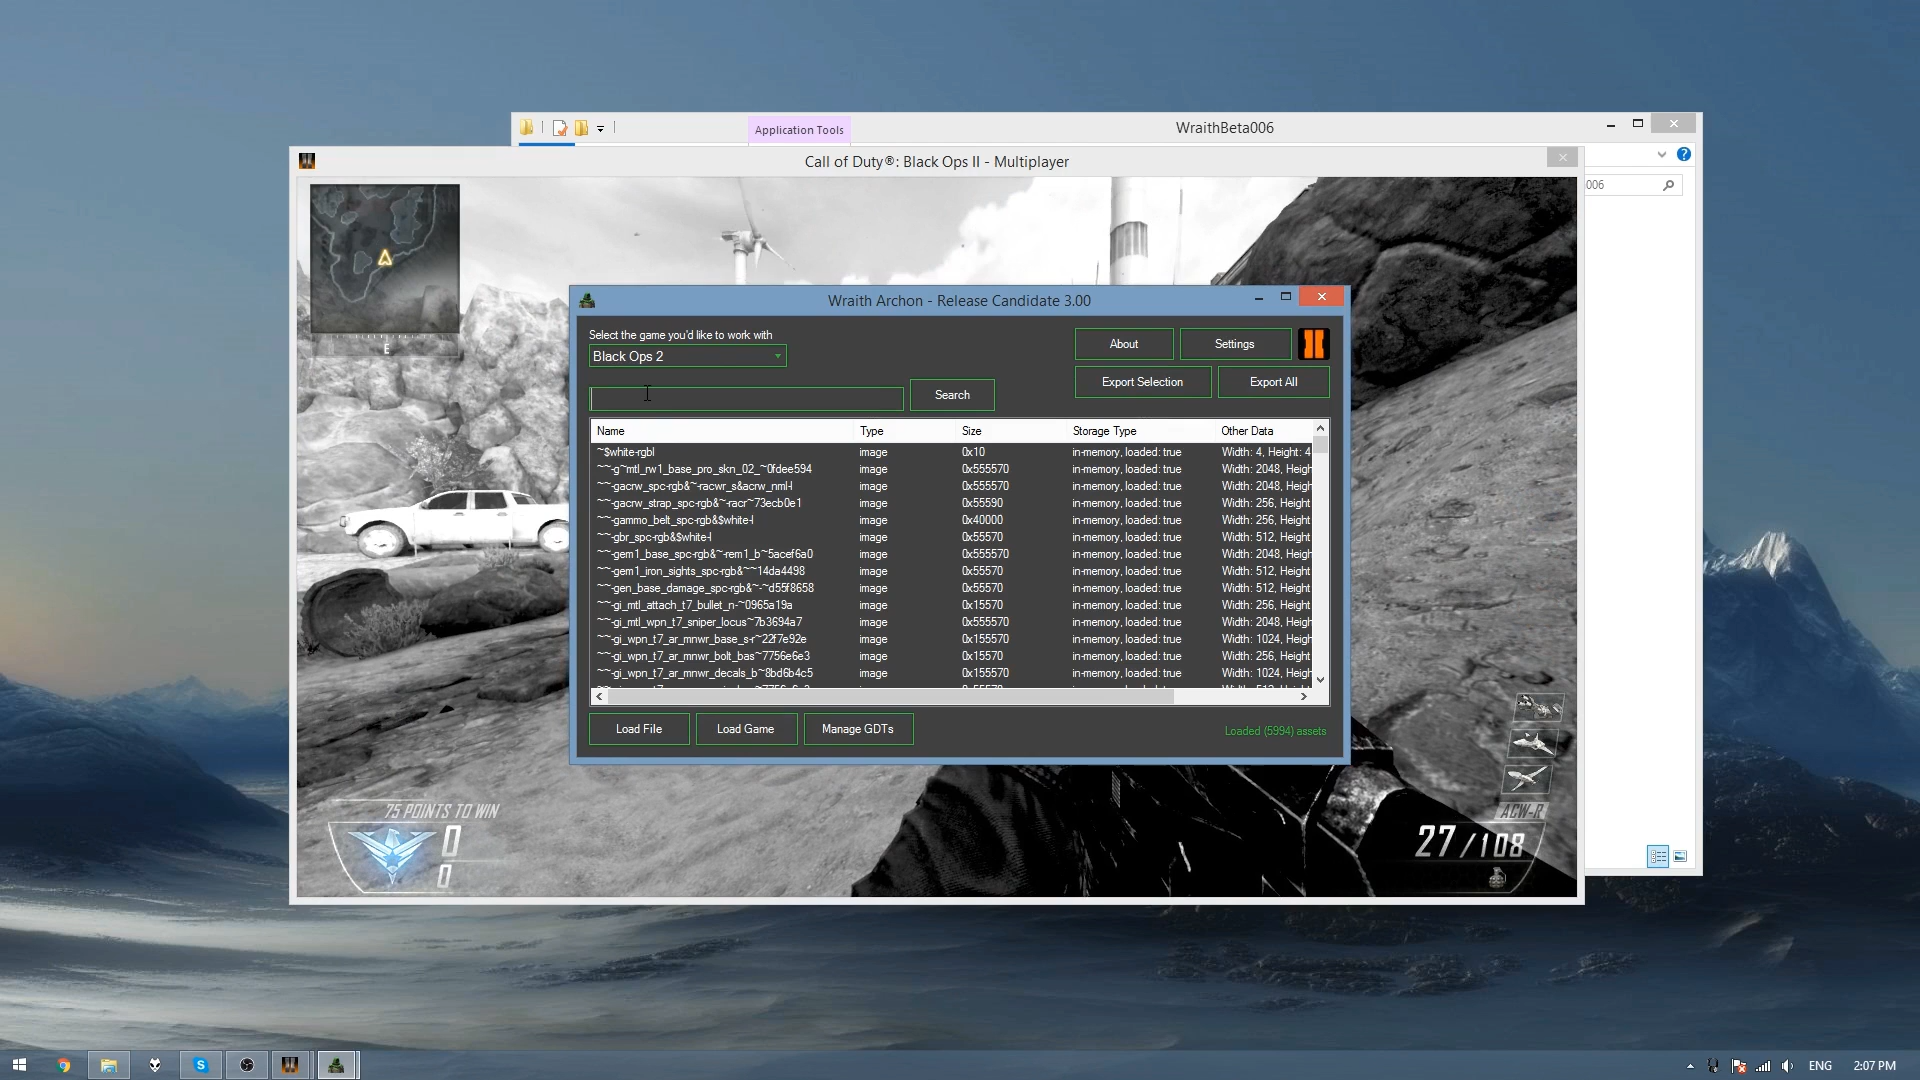 Application Tools
WraithBeta006
Call of Duty®: Black Ops II - Multiplayer
006
E
Wraith Archon - Release Candidate 3.00
Select the game you'd like to work with
Black Ops 2
About
Settings
Search
Export Selection
Export All
Name Type Size Storage Type Other Data
~$white-rgbl image 0x10 in-memory, loaded: true Width: 4, Height: 4
~~-g~mtl_rw1_base_pro_skn_02_~0fdee594 image 0x555570 in-memory, loaded: true Width: 2048, Heigh
~~-gacrw_spc-rgb&~-racwr_s&acrw_nml-l image 0x555570 in-memory, loaded: true Width: 2048, Heigh
~~-gacrw_strap_spc-rgb&~-racr~73ecb0e1 image 0x55590 in-memory, loaded: true Width: 256, Height
~~-gammo_belt_spc-rgb&$white-l image 0x40000 in-memory, loaded: true Width: 256, Height
~~-gbr_spc-rgb&$white-l image 0x55570 in-memory, loaded: true Width: 512, Height
~~-gem1_base_spc-rgb&~-rem1_b~5acef6a0 image 0x555570 in-memory, loaded: true Width: 2048, Heigh
~~-gem1_iron_sights_spc-rgb&~~14da4498 image 0x55570 in-memory, loaded: true Width: 512, Height
~~-gen_base_damage_spc-rgb&~-~d55f8658 image 0x55570 in-memory, loaded: true Width: 512, Height
~~-gi_mtl_attach_t7_bullet_n-~0965a19a image 0x15570 in-memory, loaded: true Width: 256, Height
~~-gi_mtl_wpn_t7_sniper_locus~7b3694a7 image 0x555570 in-memory, loaded: true Width: 2048, Heigh
~~-gi_wpn_t7_ar_mnwr_base_s-r~22f7e92e image 0x155570 in-memory, loaded: true Width: 1024, Heigh
~~-gi_wpn_t7_ar_mnwr_bolt_bas~7756e6e3 image 0x15570 in-memory, loaded: true Width: 256, Height
~~-gi_wpn_t7_ar_mnwr_decals_b~8bd6b4c5 image 0x155570 in-memory, loaded: true Width: 1024, Heigh
Load File
Load Game
Manage GDTs
Loaded (5994) assets
75 POINTS TO WIN
0
0
ACW-R
27/108
ENG
2:07 PM